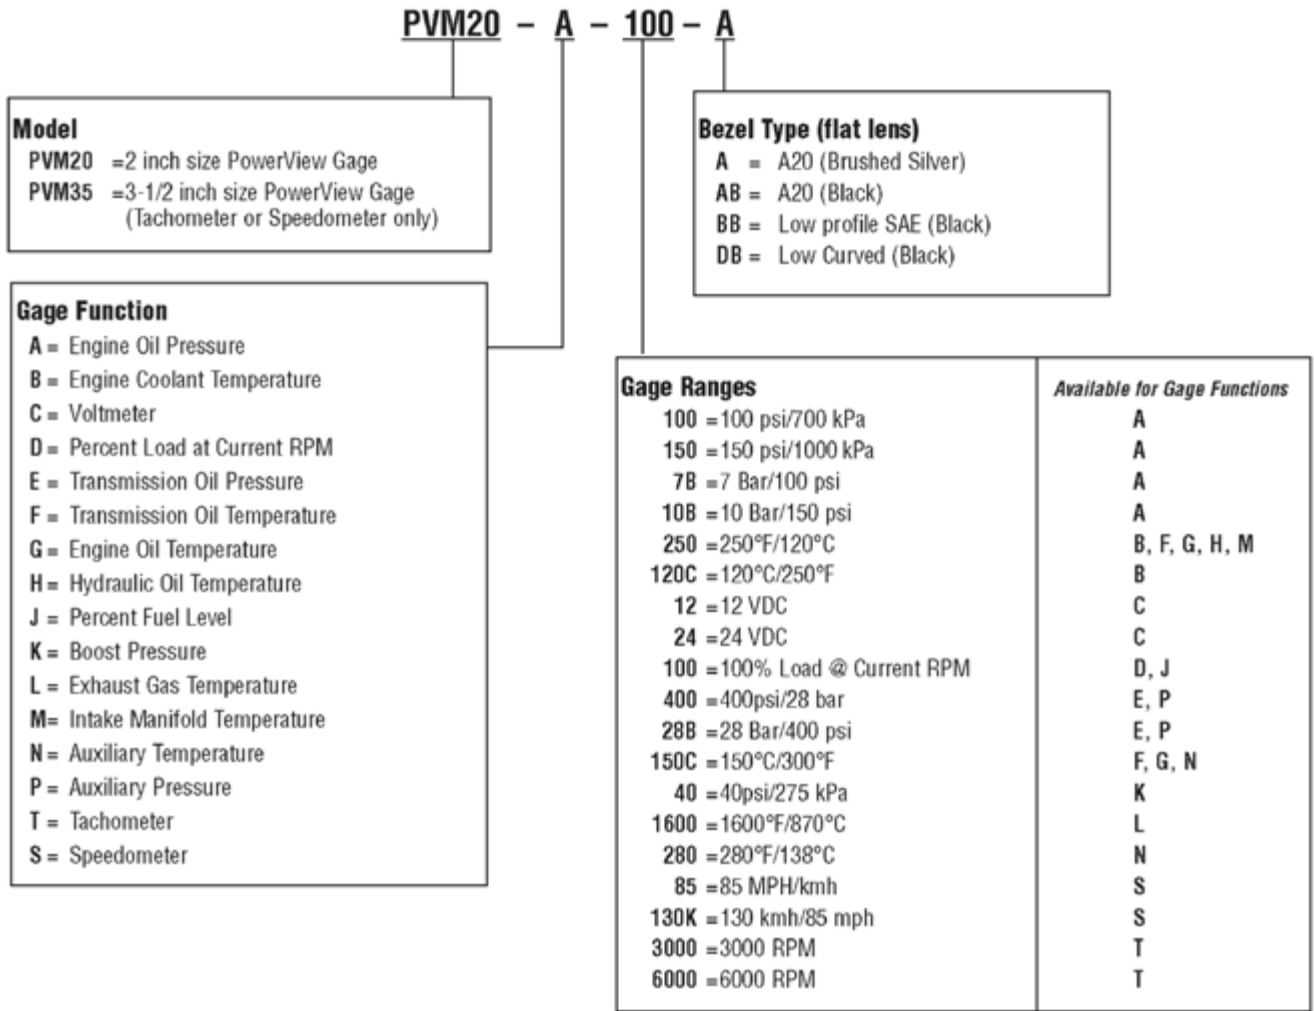 PVM20 – A – 100 – A
Model
PVM20 =2 inch size PowerView Gage
PVM35 =3-1/2 inch size PowerView Gage
(Tachometer or Speedometer only)
Bezel Type (flat lens)
A = A20 (Brushed Silver)
AB = A20 (Black)
BB = Low profile SAE (Black)
DB = Low Curved (Black)
Gage Function
A = Engine Oil Pressure
B = Engine Coolant Temperature
C = Voltmeter
D = Percent Load at Current RPM
E = Transmission Oil Pressure
F = Transmission Oil Temperature
G = Engine Oil Temperature
H = Hydraulic Oil Temperature
J = Percent Fuel Level
K = Boost Pressure
L = Exhaust Gas Temperature
M= Intake Manifold Temperature
N = Auxiliary Temperature
P = Auxiliary Pressure
T = Tachometer
S = Speedometer
Gage Ranges Available for Gage Functions
100 =100 psi/700 kPa A
150 =150 psi/1000 kPa A
7B =7 Bar/100 psi A
10B =10 Bar/150 psi A
250 =250°F/120°C B, F, G, H, M
120C =120°C/250°F B
12 =12 VDC C
24 =24 VDC C
100 =100% Load @ Current RPM D, J
400 =400psi/28 bar E, P
28B =28 Bar/400 psi E, P
150C =150°C/300°F F, G, N
40 =40psi/275 kPa K
1600 =1600°F/870°C L
280 =280°F/138°C N
85 =85 MPH/kmh S
130K =130 kmh/85 mph S
3000 =3000 RPM T
6000 =6000 RPM T